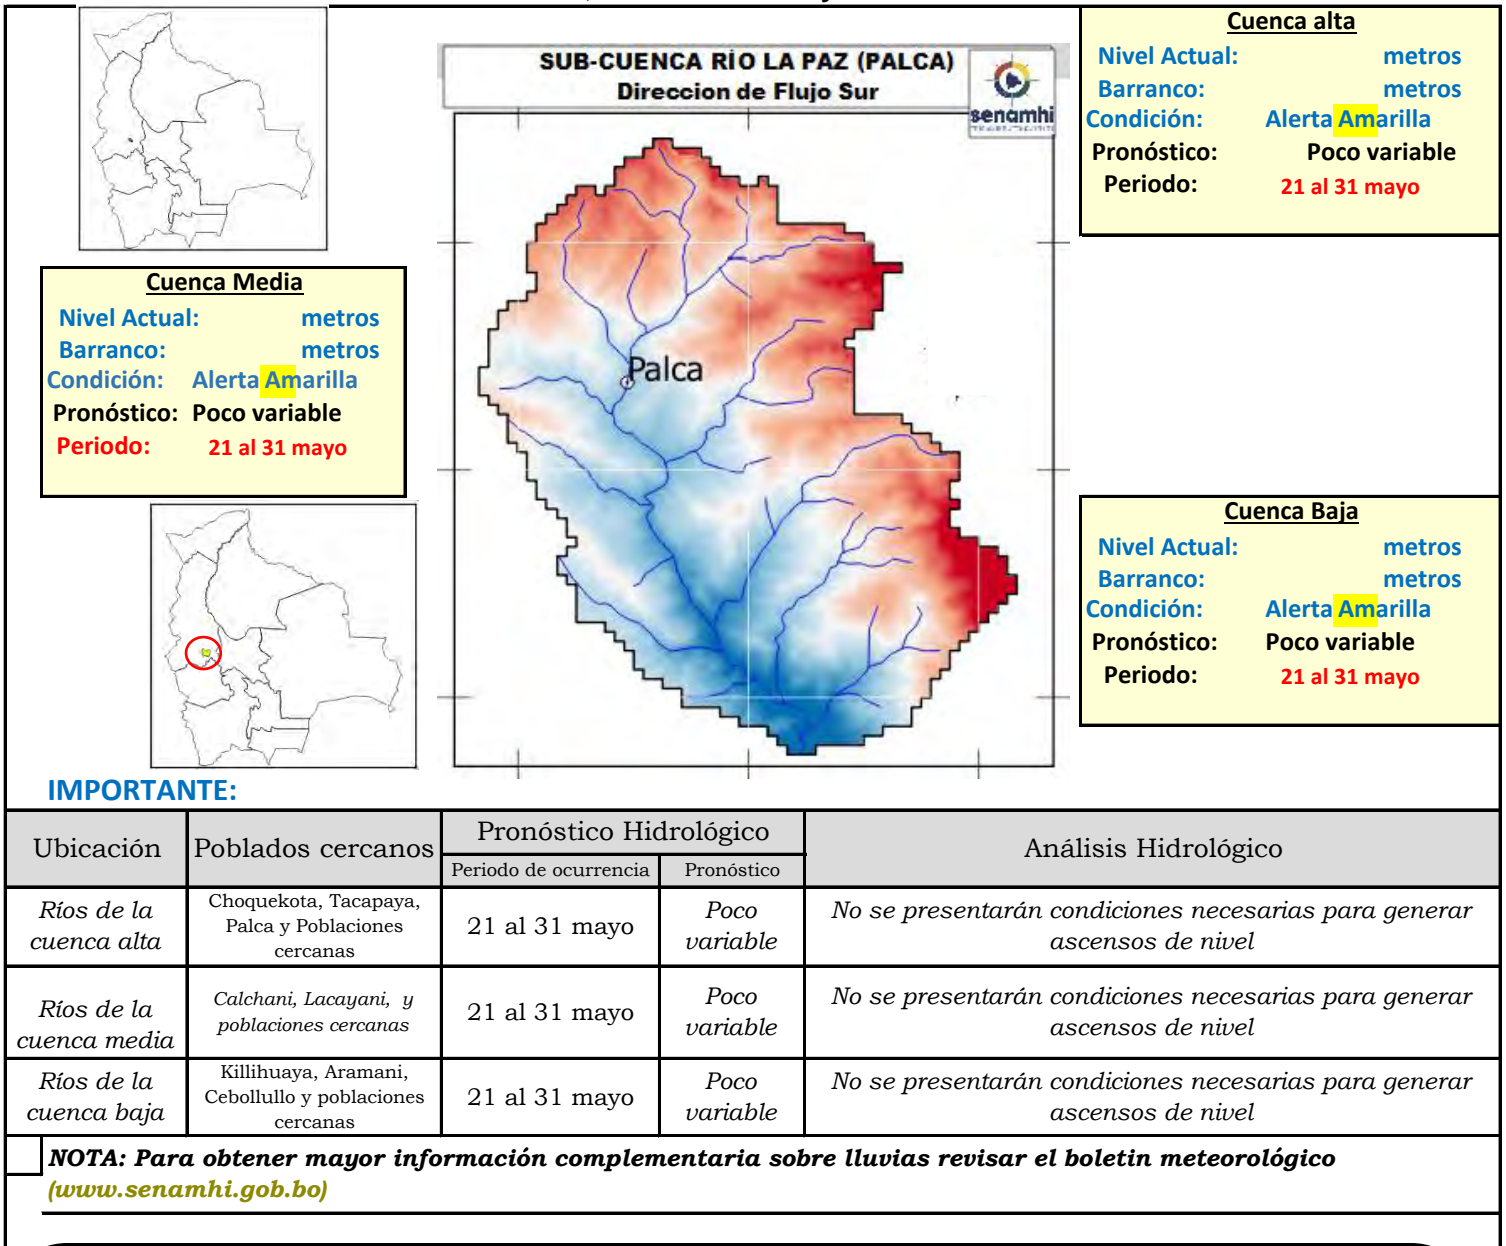 Cuenca alta
Nivel Actual: metros
Barranco: metros
Condición: Alerta Amarilla
Pronóstico: Poco variable
Periodo: 21 al 31 mayo
SUB-CUENCA RÍO LA PAZ (PALCA)
Direccion de Flujo Sur
senamhi
Cuenca Media
Nivel Actual: metros
Barranco: metros
Condición: Alerta Amarilla
Pronóstico: Poco variable
Periodo: 21 al 31 mayo
Palca
Cuenca Baja
Nivel Actual: metros
Barranco: metros
Condición: Alerta Amarilla
Pronóstico: Poco variable
Periodo: 21 al 31 mayo
IMPORTANTE:
Ubicación Poblados cercanos Pronóstico Hidrológico Análisis Hidrológico
Periodo de ocurrencia Pronóstico
Ríos de la
cuenca alta
Choquekota, Tacapaya,
Palca y Poblaciones
cercanas
21 al 31 mayo
Poco
variable
No se presentarán condiciones necesarias para generar
ascensos de nivel
Ríos de la
cuenca media
Calchani, Lacayani, y
poblaciones cercanas
21 al 31 mayo
Poco
variable
No se presentarán condiciones necesarias para generar
ascensos de nivel
Ríos de la
cuenca baja
Killihuaya, Aramani,
Cebollullo y poblaciones
cercanas
21 al 31 mayo
Poco
variable
No se presentarán condiciones necesarias para generar
ascensos de nivel
NOTA: Para obtener mayor información complementaria sobre lluvias revisar el boletin meteorológico
(www.senamhi.gob.bo)